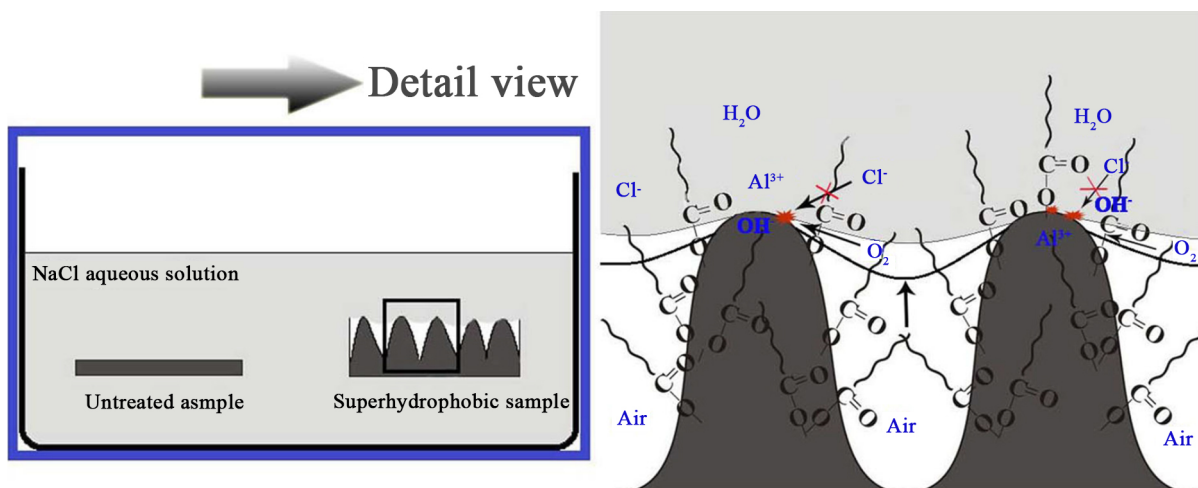 Detail view
NaCl aqueous solution
Untreated asmple
Superhydrophobic sample
H₂O
H₂O
Cl⁻
Al³⁺
Cl⁻
OH⁻
O₂
Cl⁻
OH⁻
Al³⁺
O₂
C=O
O
C=O
O
C=O
O
C=O
O
C=O
O
C=O
O
C=O
O
C=O
O
C=O
O
C=O
O
C=O
O
C=O
O
C=O
O
C=O
O
Air
Air
Air